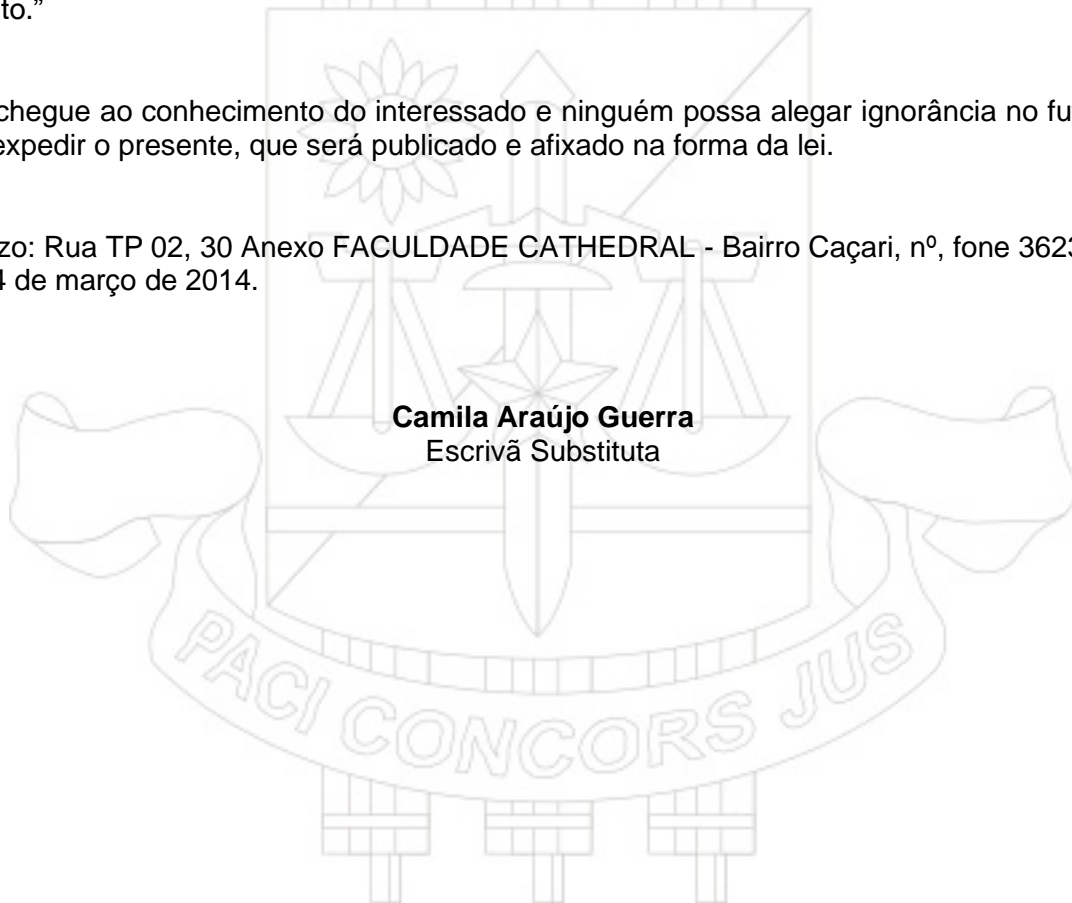 to.”
chegue ao conhecimento do interessado e ninguém possa alegar ignorância no fu
expedir o presente, que será publicado e afixado na forma da lei.
zo: Rua TP 02, 30 Anexo FACULDADE CATHEDRAL - Bairro Caçari, nº, fone 3623
4 de março de 2014.
Camila Araújo Guerra
Escrivã Substituta
PACI CONCORS JUS